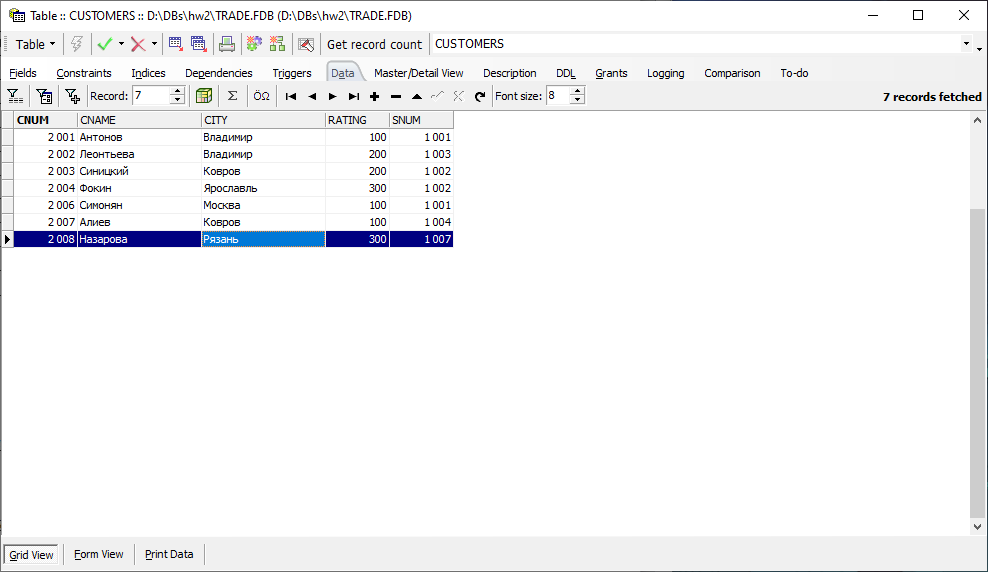 Table :: CUSTOMERS :: D:\DBs\hw2\TRADE.FDB (D:\DBs\hw2\TRADE.FDB)
Table Get record count CUSTOMERS
Fields Constraints Indices Dependencies Triggers Data Master/Detail View Description DDL Grants Logging Comparison To-do
Record: 7 Σ ÖΩ Font size: 8 7 records fetched
CNUM CNAME CITY RATING SNUM
2 001 Антонов Владимир 100 1 001
2 002 Леонтьева Владимир 200 1 003
2 003 Синицкий Ковров 200 1 002
2 004 Фокин Ярославль 300 1 002
2 006 Симонян Москва 100 1 001
2 007 Алиев Ковров 100 1 004
2 008 Назарова Рязань 300 1 007
Grid View Form View Print Data